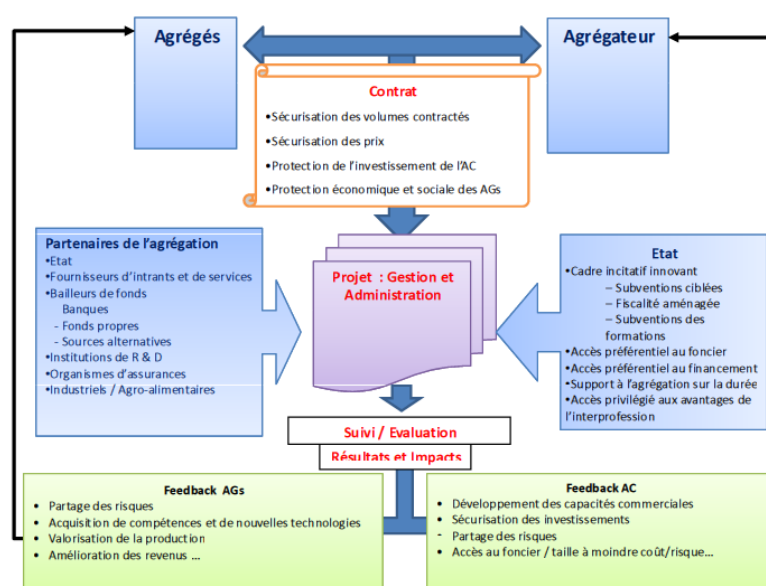 Agrégés
Agrégateur
Contrat
•Sécurisation des volumes contractés
•Sécurisation des prix
•Protection de l'investissement de l'AC
•Protection économique et sociale des AGs
Partenaires de l'agrégation
•Etat
•Fournisseurs d'intrants et de services
•Bailleurs de fonds
Banques
- Fonds propres
- Sources alternatives
•Institutions de R & D
•Organismes d'assurances
•Industriels / Agro-alimentaires
Projet : Gestion et
Administration
Etat
•Cadre incitatif innovant
– Subventions ciblées
– Fiscalité aménagée
– Subventions des
formations
•Accès préférentiel au foncier
•Accès préférentiel au financement
•Support à l'agrégation sur la durée
•Accès privilégié aux avantages de
l'interprofession
Suivi / Evaluation
Résultats et Impacts
Feedback AGs
• Partage des risques
• Acquisition de compétences et de nouvelles technologies
• Valorisation de la production
• Amélioration des revenus ...
Feedback AC
• Développement des capacités commerciales
• Sécurisation des investissements
- Partage des risques
• Accès au foncier / taille à moindre coût/risque...